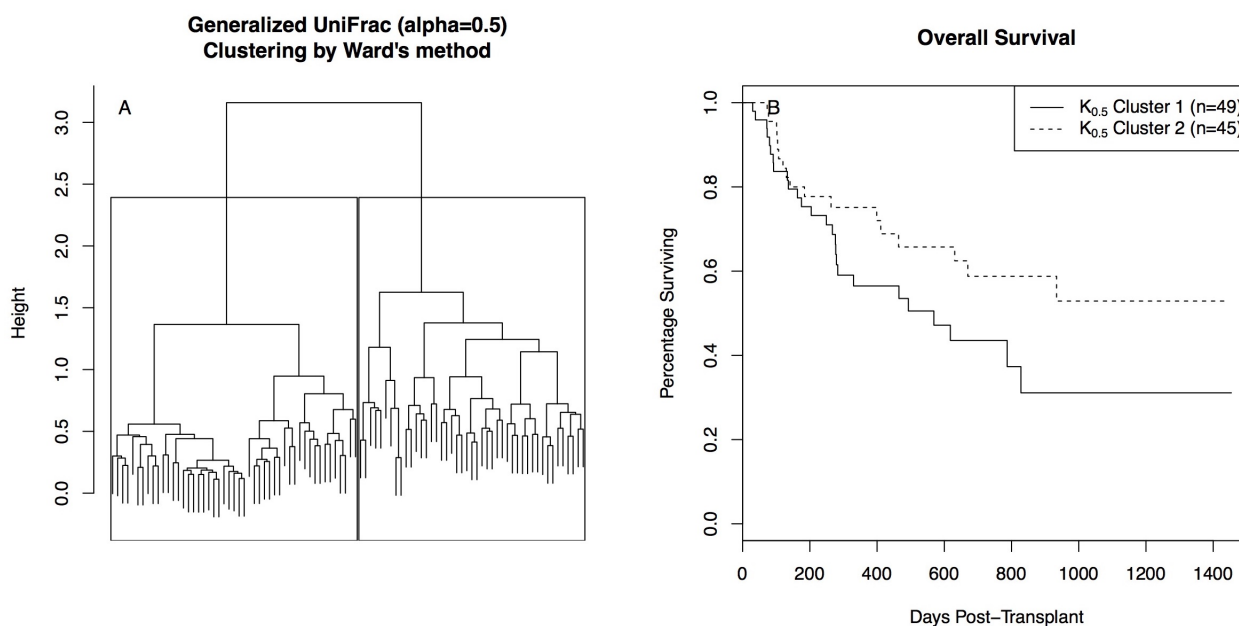 Generalized UniFrac (alpha=0.5)
Clustering by Ward's method
A
Height
3.0
2.5
2.0
1.5
1.0
0.5
0.0
Overall Survival
B
K0.5 Cluster 1 (n=49)
K0.5 Cluster 2 (n=45)
Percentage Surviving
1.0
0.8
0.6
0.4
0.2
0.0
0 200 400 600 800 1000 1200 1400
Days Post−Transplant